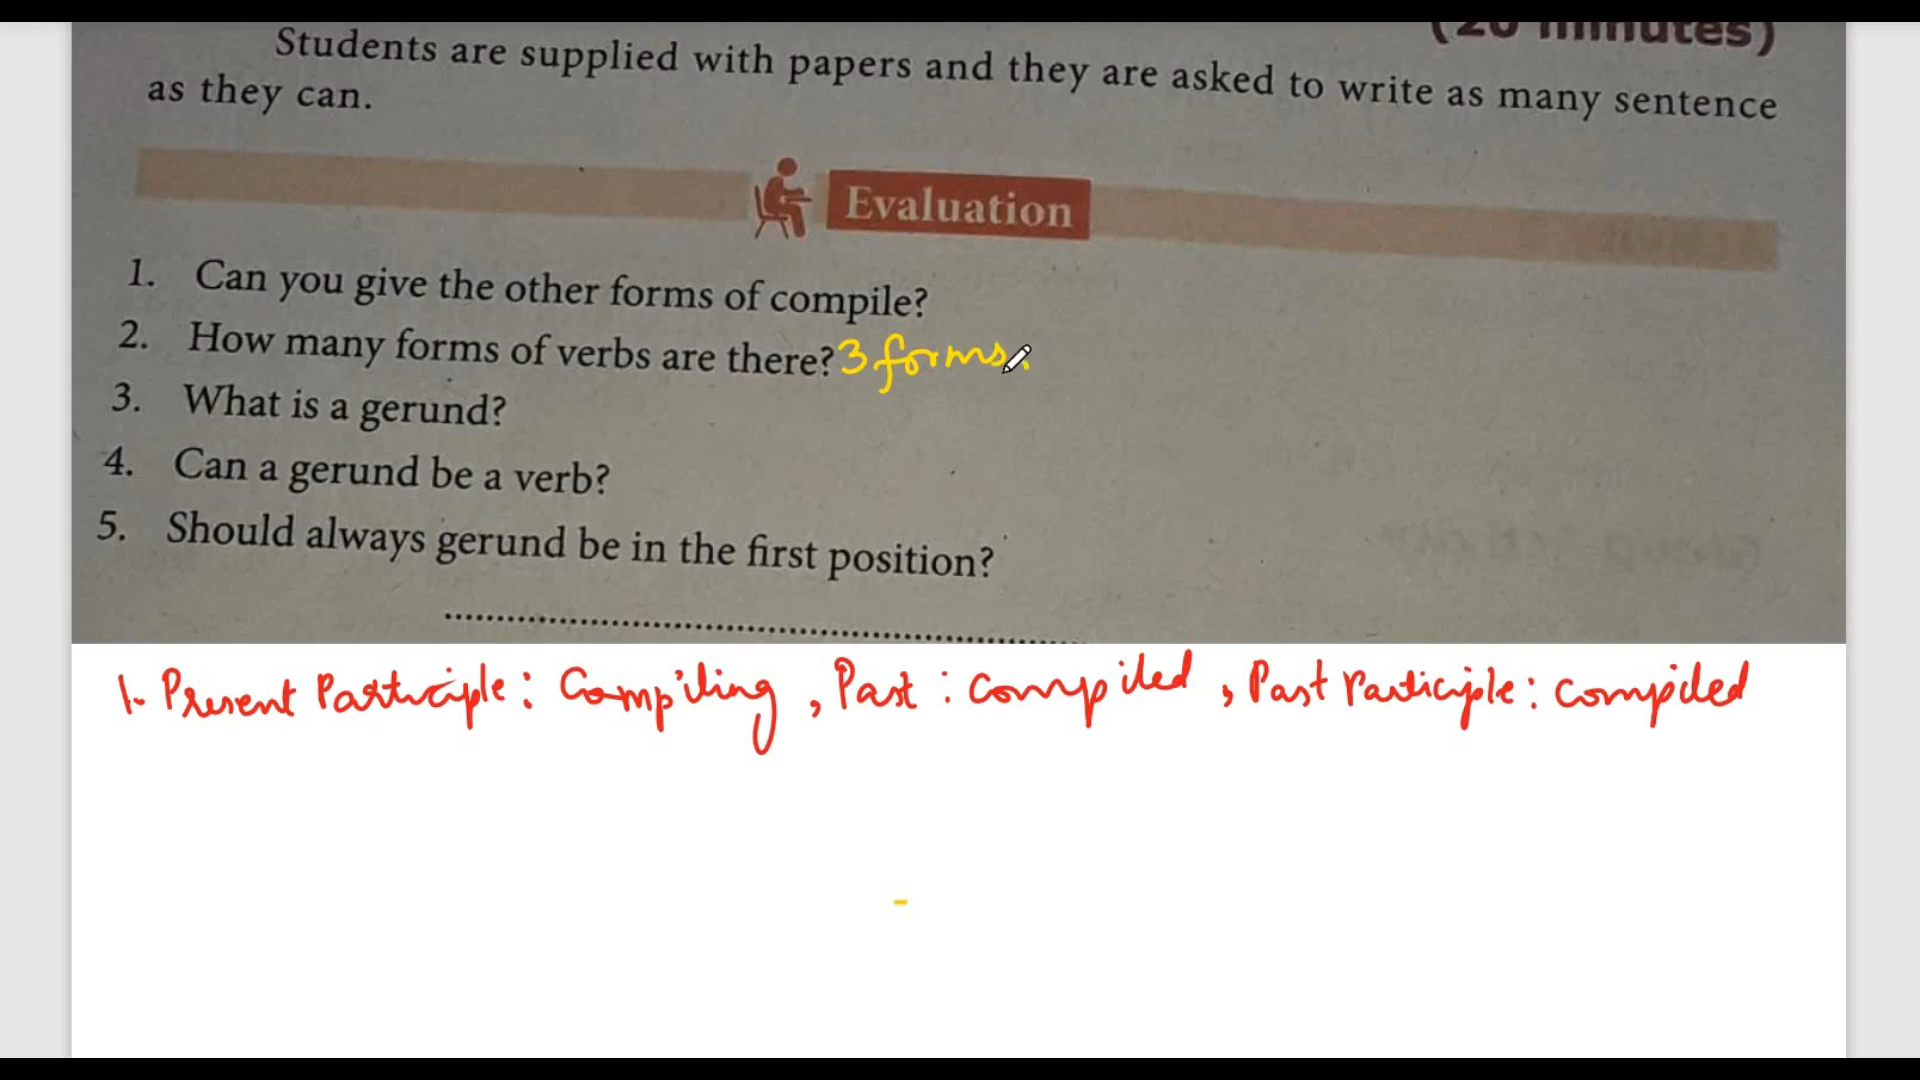 (20 minutes)
Students are supplied with papers and they are asked to write as many sentence
as they can.
Evaluation
1. Can you give the other forms of compile?
2. How many forms of verbs are there? 3 forms.
3. What is a gerund?
4. Can a gerund be a verb?
5. Should always gerund be in the first position?
1. Present Participle: Compiling, Past: compiled, Past Participle: compiled